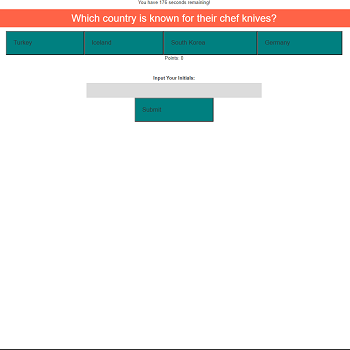 You have 175 seconds remaining!
Which country is known for their chef knives?
Turkey
Iceland
South Korea
Germany
Points: 0
Input Your Initials:
Submit